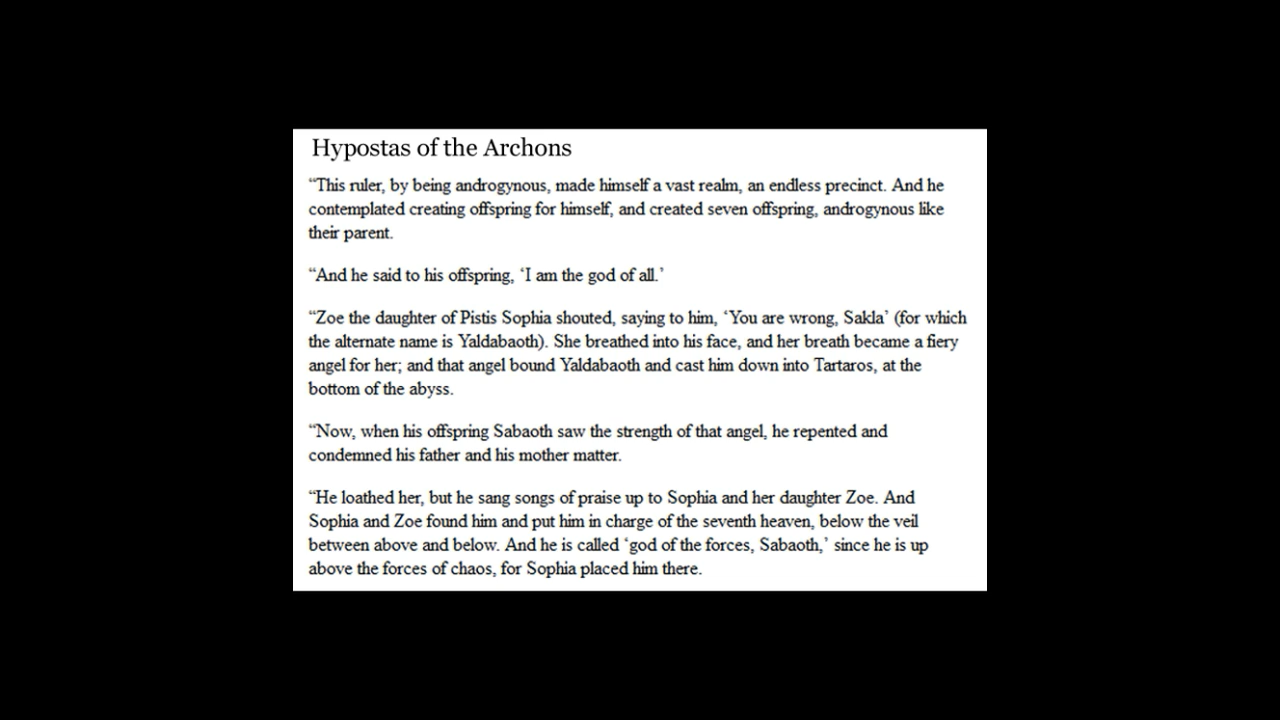 Hypostas of the Archons
“This ruler, by being androgynous, made himself a vast realm, an endless precinct. And he
contemplated creating offspring for himself, and created seven offspring, androgynous like
their parent.
“And he said to his offspring, ‘I am the god of all.’
“Zoe the daughter of Pistis Sophia shouted, saying to him, ‘You are wrong, Sakla’ (for which
the alternate name is Yaldabaoth). She breathed into his face, and her breath became a fiery
angel for her; and that angel bound Yaldabaoth and cast him down into Tartaros, at the
bottom of the abyss.
“Now, when his offspring Sabaoth saw the strength of that angel, he repented and
condemned his father and his mother matter.
“He loathed her, but he sang songs of praise up to Sophia and her daughter Zoe. And
Sophia and Zoe found him and put him in charge of the seventh heaven, below the veil
between above and below. And he is called ‘god of the forces, Sabaoth,’ since he is up
above the forces of chaos, for Sophia placed him there.